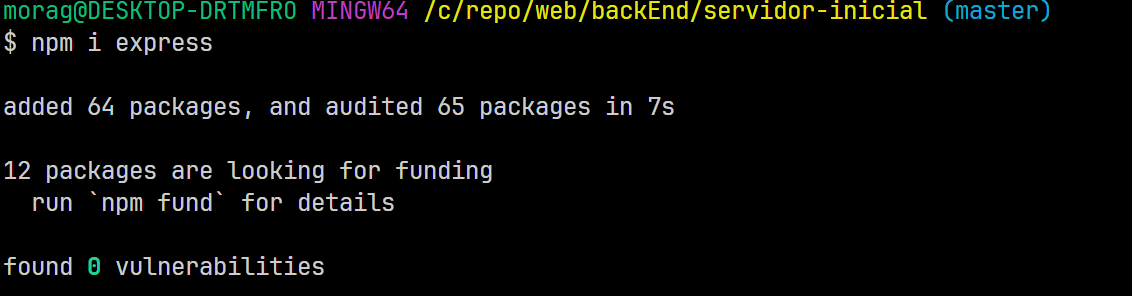 morag@DESKTOP-DRTMFRO MINGW64 /c/repo/web/backEnd/servidor-inicial (master)
$ npm i express
added 64 packages, and audited 65 packages in 7s
12 packages are looking for funding
  run `npm fund` for details
found 0 vulnerabilities